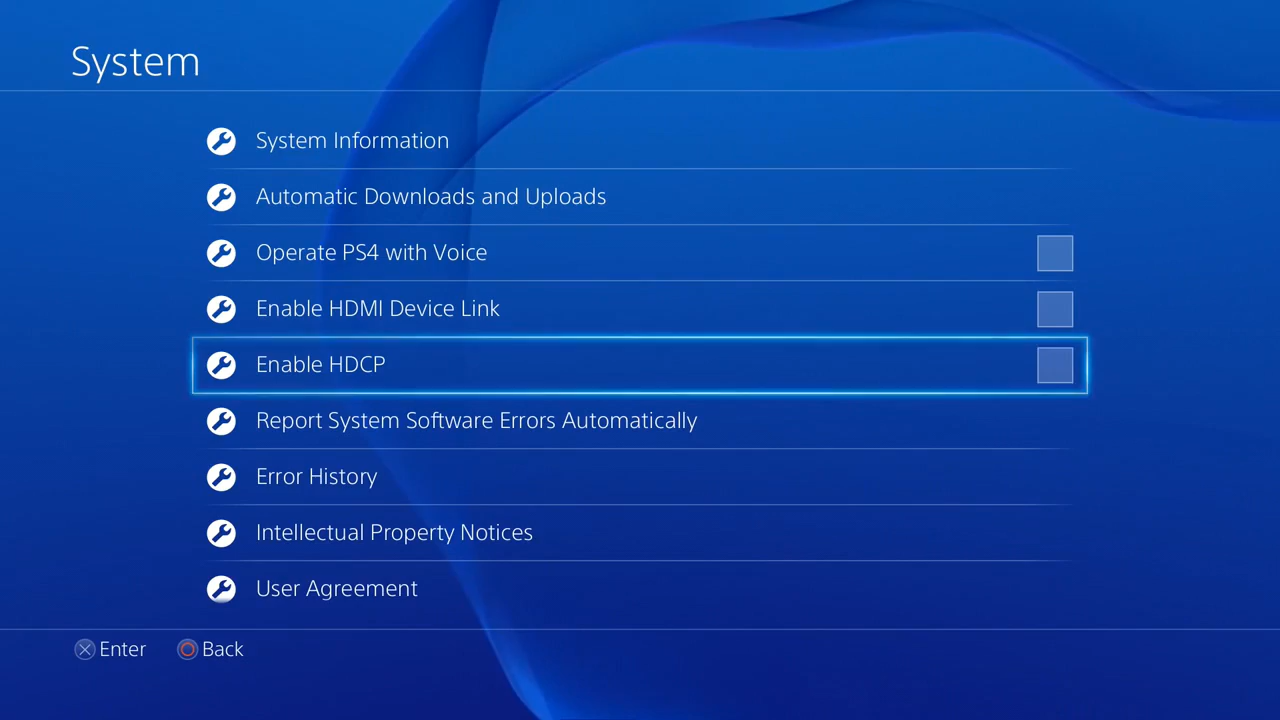 System
System Information
Automatic Downloads and Uploads
Operate PS4 with Voice
Enable HDMI Device Link
Enable HDCP
Report System Software Errors Automatically
Error History
Intellectual Property Notices
User Agreement
Enter Back